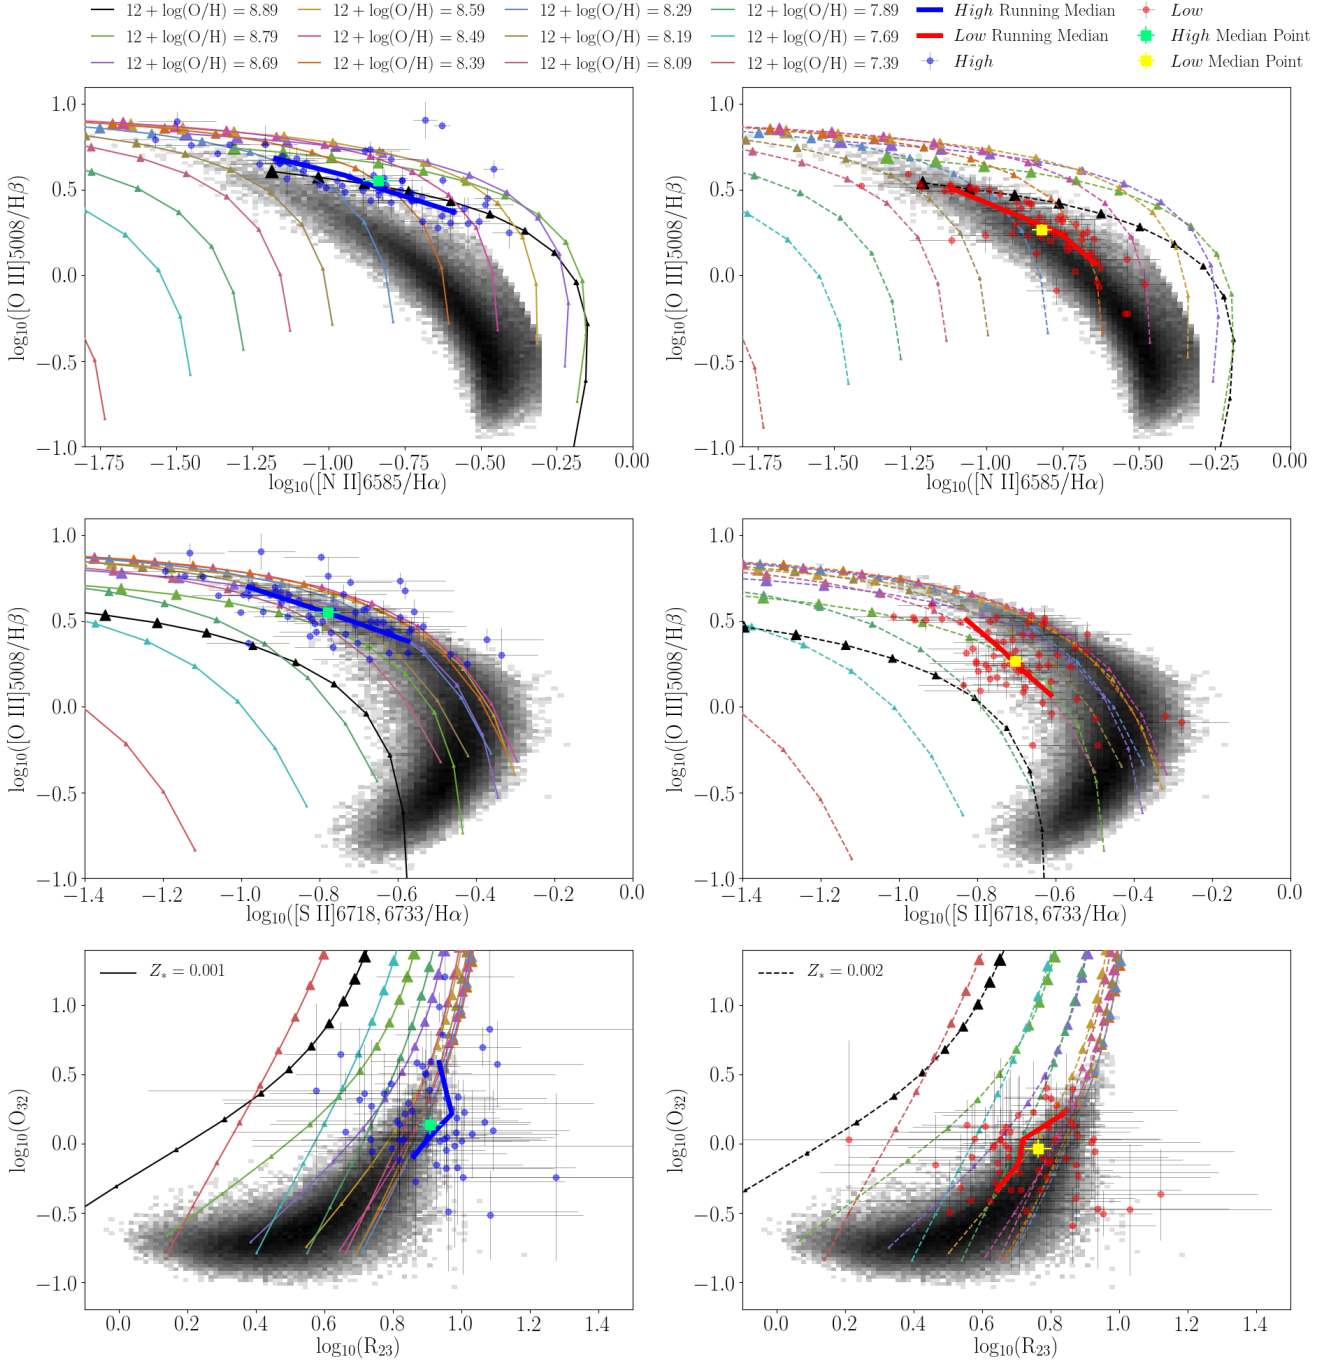 12 + log(O/H) = 8.89 12 + log(O/H) = 8.59 12 + log(O/H) = 8.29 12 + log(O/H) = 7.89 High Running Median Low
12 + log(O/H) = 8.79 12 + log(O/H) = 8.49 12 + log(O/H) = 8.19 12 + log(O/H) = 7.69 Low Running Median High Median Point
12 + log(O/H) = 8.69 12 + log(O/H) = 8.39 12 + log(O/H) = 8.09 12 + log(O/H) = 7.39 High Low Median Point
log₁₀([O III]5008/Hβ)
1.0
0.5
0.0
−0.5
−1.0
−1.75 −1.50 −1.25 −1.00 −0.75 −0.50 −0.25 0.00
log₁₀([N II]6585/Hα)
log₁₀([O III]5008/Hβ)
1.0
0.5
0.0
−0.5
−1.0
−1.75 −1.50 −1.25 −1.00 −0.75 −0.50 −0.25 0.00
log₁₀([N II]6585/Hα)
log₁₀([O III]5008/Hβ)
1.0
0.5
0.0
−0.5
−1.0
−1.4 −1.2 −1.0 −0.8 −0.6 −0.4 −0.2 0.0
log₁₀([S II]6718, 6733/Hα)
log₁₀([O III]5008/Hβ)
1.0
0.5
0.0
−0.5
−1.0
−1.4 −1.2 −1.0 −0.8 −0.6 −0.4 −0.2 0.0
log₁₀([S II]6718, 6733/Hα)
Z* = 0.001
log₁₀(O₃₂)
1.0
0.5
0.0
−0.5
−1.0
0.0 0.2 0.4 0.6 0.8 1.0 1.2 1.4
log₁₀(R₂₃)
Z* = 0.002
log₁₀(O₃₂)
1.0
0.5
0.0
−0.5
−1.0
0.0 0.2 0.4 0.6 0.8 1.0 1.2 1.4
log₁₀(R₂₃)